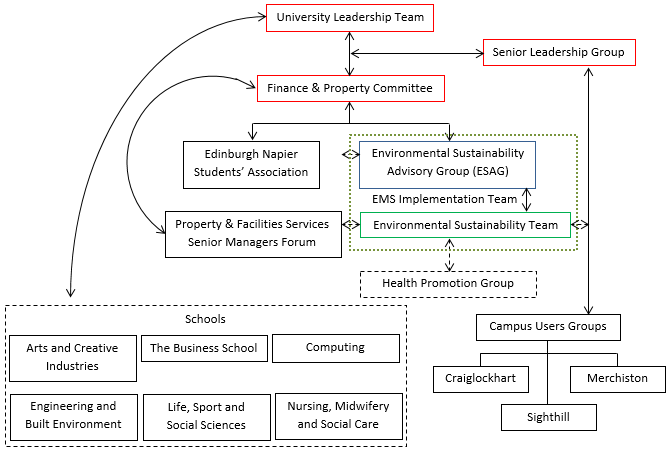 University Leadership Team
Senior Leadership Group
Finance & Property Committee
Edinburgh Napier
Students’ Association
Environmental Sustainability
Advisory Group (ESAG)
EMS Implementation Team
Property & Facilities Services
Senior Managers Forum
Environmental Sustainability Team
Health Promotion Group
Schools
Arts and Creative
Industries
The Business School
Computing
Engineering and
Built Environment
Life, Sport and
Social Sciences
Nursing, Midwifery
and Social Care
Campus Users Groups
Craiglockhart
Merchiston
Sighthill